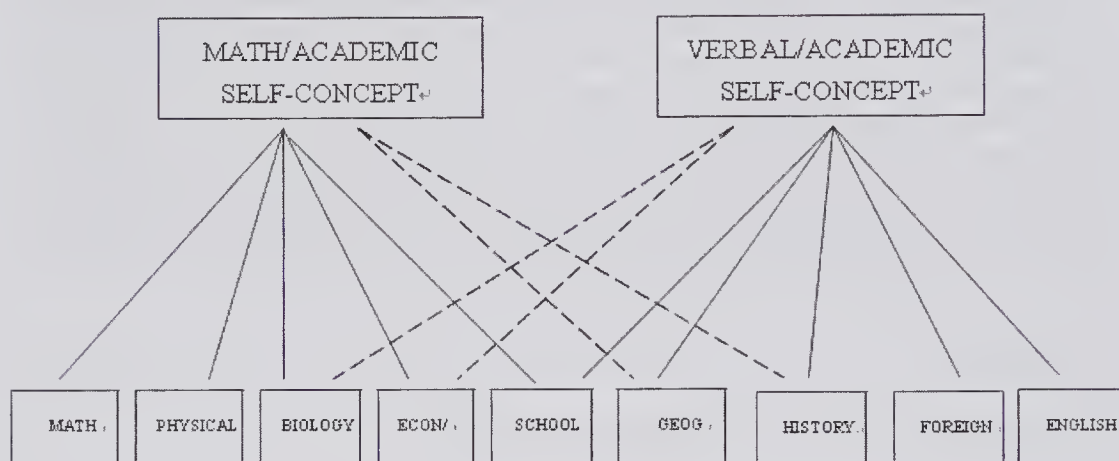 MATH/ACADEMIC
SELF-CONCEPT
VERBAL/ACADEMIC
SELF-CONCEPT
MATH PHYSICAL BIOLOGY ECON/ SCHOOL GEOG HISTORY FOREIGN ENGLISH